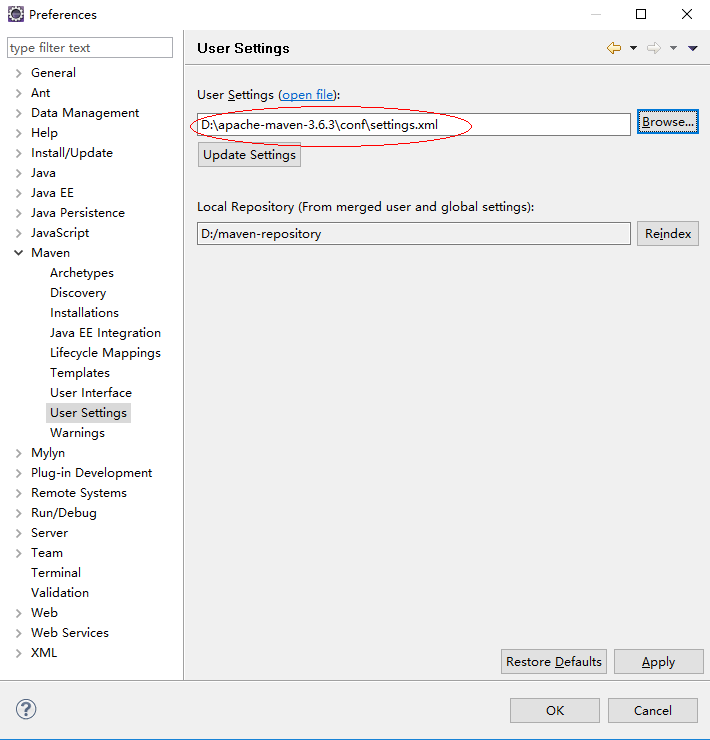 Preferences
type filter text
General
Ant
Data Management
Help
Install/Update
Java
Java EE
Java Persistence
JavaScript
Maven
Archetypes
Discovery
Installations
Java EE Integration
Lifecycle Mappings
Templates
User Interface
User Settings
Warnings
Mylyn
Plug-in Development
Remote Systems
Run/Debug
Server
Team
Terminal
Validation
Web
Web Services
XML
User Settings
User Settings (open file):
D:\apache-maven-3.6.3\conf\settings.xml
Browse...
Update Settings
Local Repository (From merged user and global settings):
D:/maven-repository
Reindex
Restore Defaults
Apply
OK
Cancel